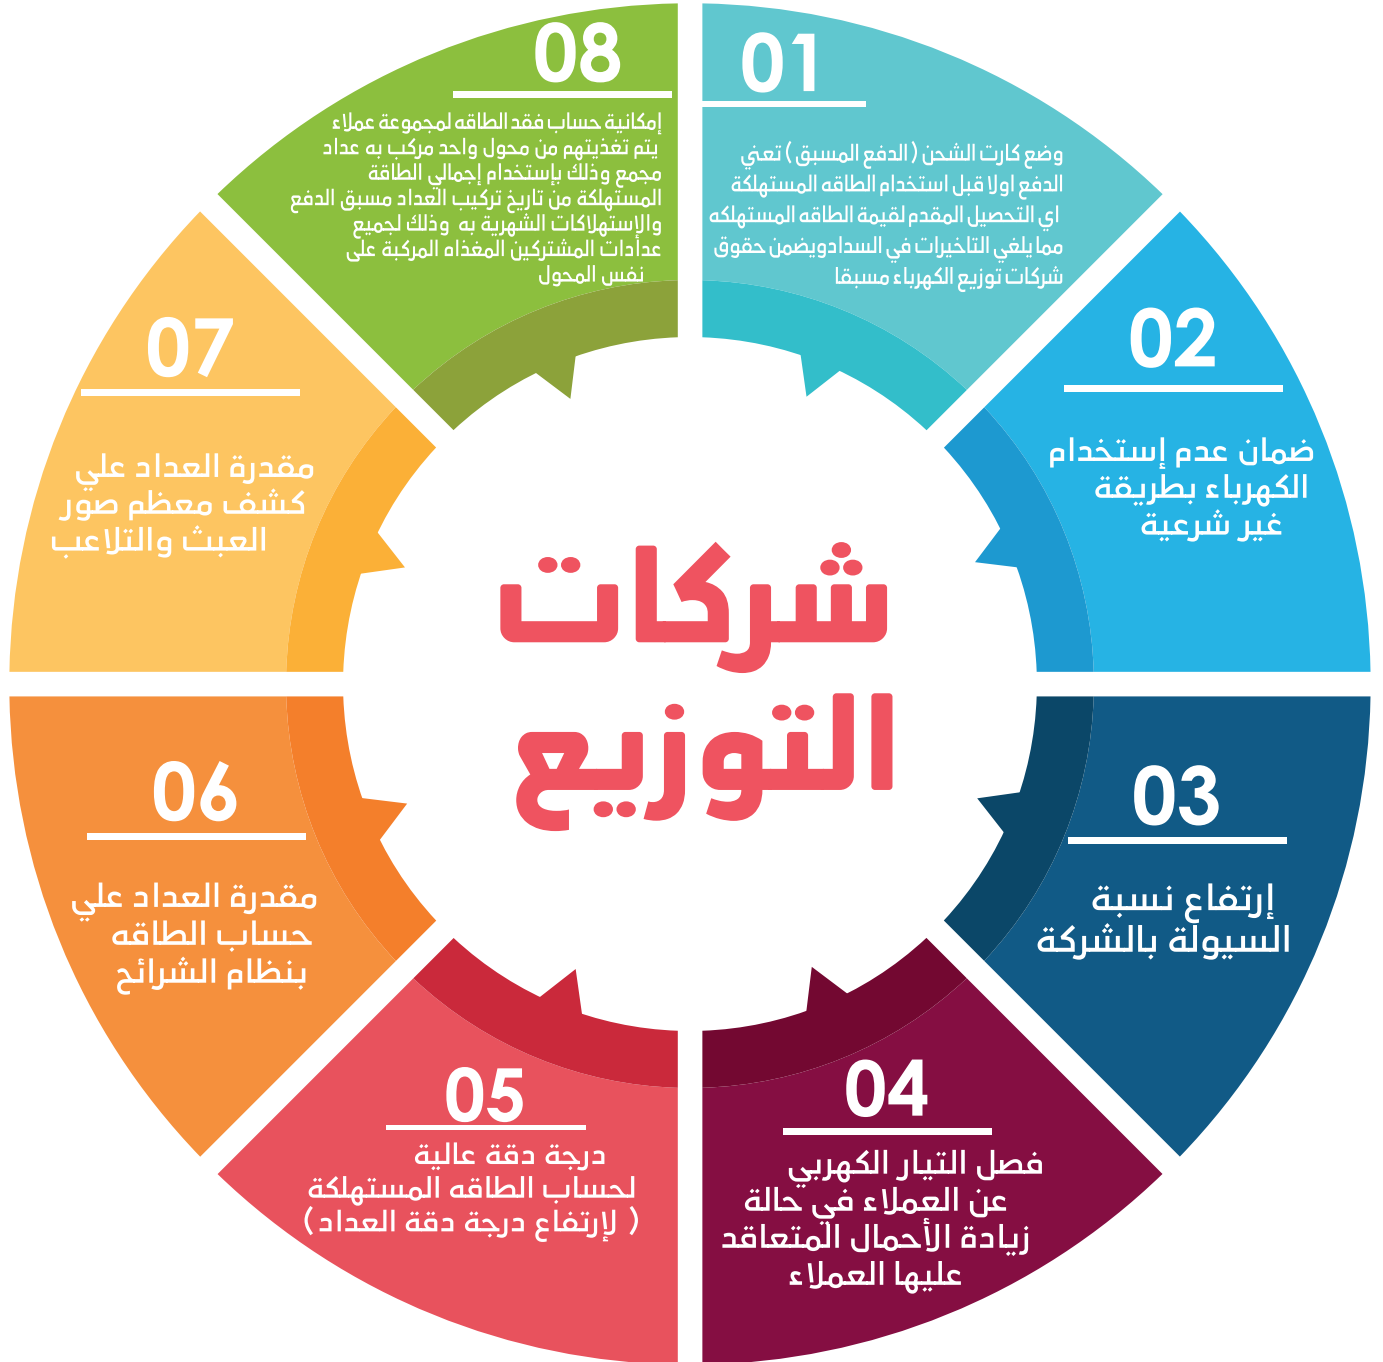 شركات
التوزيع
01
وضع كارت الشحن ( الدفع المسبق ) تعني
الدفع اولا قبل استخدام الطاقه المستهلكة
اي التحصيل المقدم لقيمة الطاقه المستهلكه
مما يلغي التاخيرات في السدادويضمن حقوق
شركات توزيع الكهرباء مسبقا
02
ضمان عدم إستخدام
الكهرباء بطريقة
غير شرعية
03
إرتفاع نسبة
السيولة بالشركة
04
فصل التيار الكهربي
عن العملاء في حالة
زيادة الأحمال المتعاقد
عليها العملاء
05
درجة دقة عالية
لحساب الطاقه المستهلكة
( لإرتفاع درجة دقة العداد )
06
مقدرة العداد علي
حساب الطاقه
بنظام الشرائح
07
مقدرة العداد علي
كشف معظم صور
العبث والتلاعب
08
إمكانية حساب فقد الطاقه لمجموعة عملاء
يتم تغذيتهم من محول واحد مركب به عداد
مجمع وذلك بإستخدام إجمالي الطاقة
المستهلكة من تاريخ تركيب العداد مسبق الدفع
والإستهلاكات الشهرية به وذلك لجميع
عدادات المشتركين المغذاه المركبة على
نفس المحول